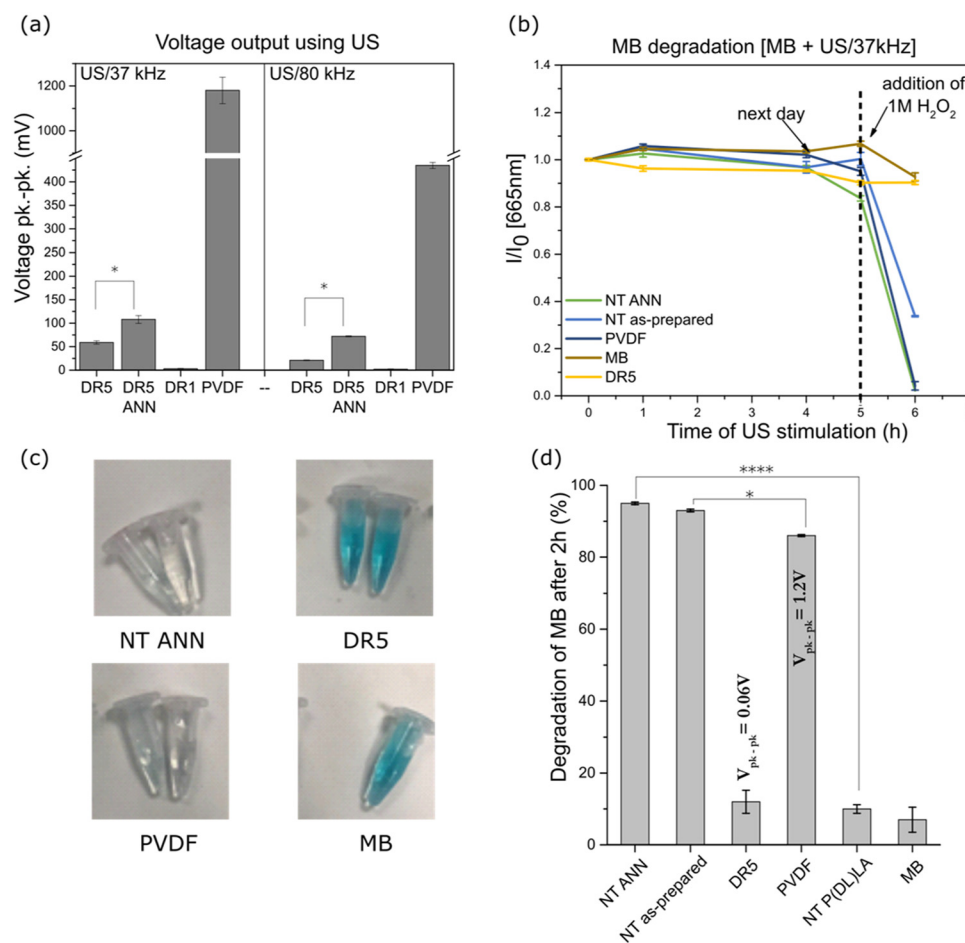 (a)
Voltage output using US
US/37 kHz
US/80 kHz
Voltage pk.-pk. (mV)
1200
1000
400
450
400
350
300
250
200
150
100
50
0
*
*
DR5 DR5 DR1 PVDF -- DR5 DR5 DR1 PVDF
ANN ANN
(b)
MB degradation [MB + US/37kHz]
I/I₀ [665nm]
1.4
1.2
1.0
0.8
0.6
0.4
0.2
0.0
next day
addition of
1M H₂O₂
NT ANN
NT as-prepared
PVDF
MB
DR5
0 1 2 3 4 5 6
Time of US stimulation (h)
(c)
NT ANN
DR5
PVDF
MB
(d)
Degradation of MB after 2h (%)
100
80
60
40
20
0
****
*
Vpk - pk = 0.06V
Vpk - pk = 1.2V
NT ANN
NT as-prepared
DR5
PVDF
NT P(DL)LA
MB